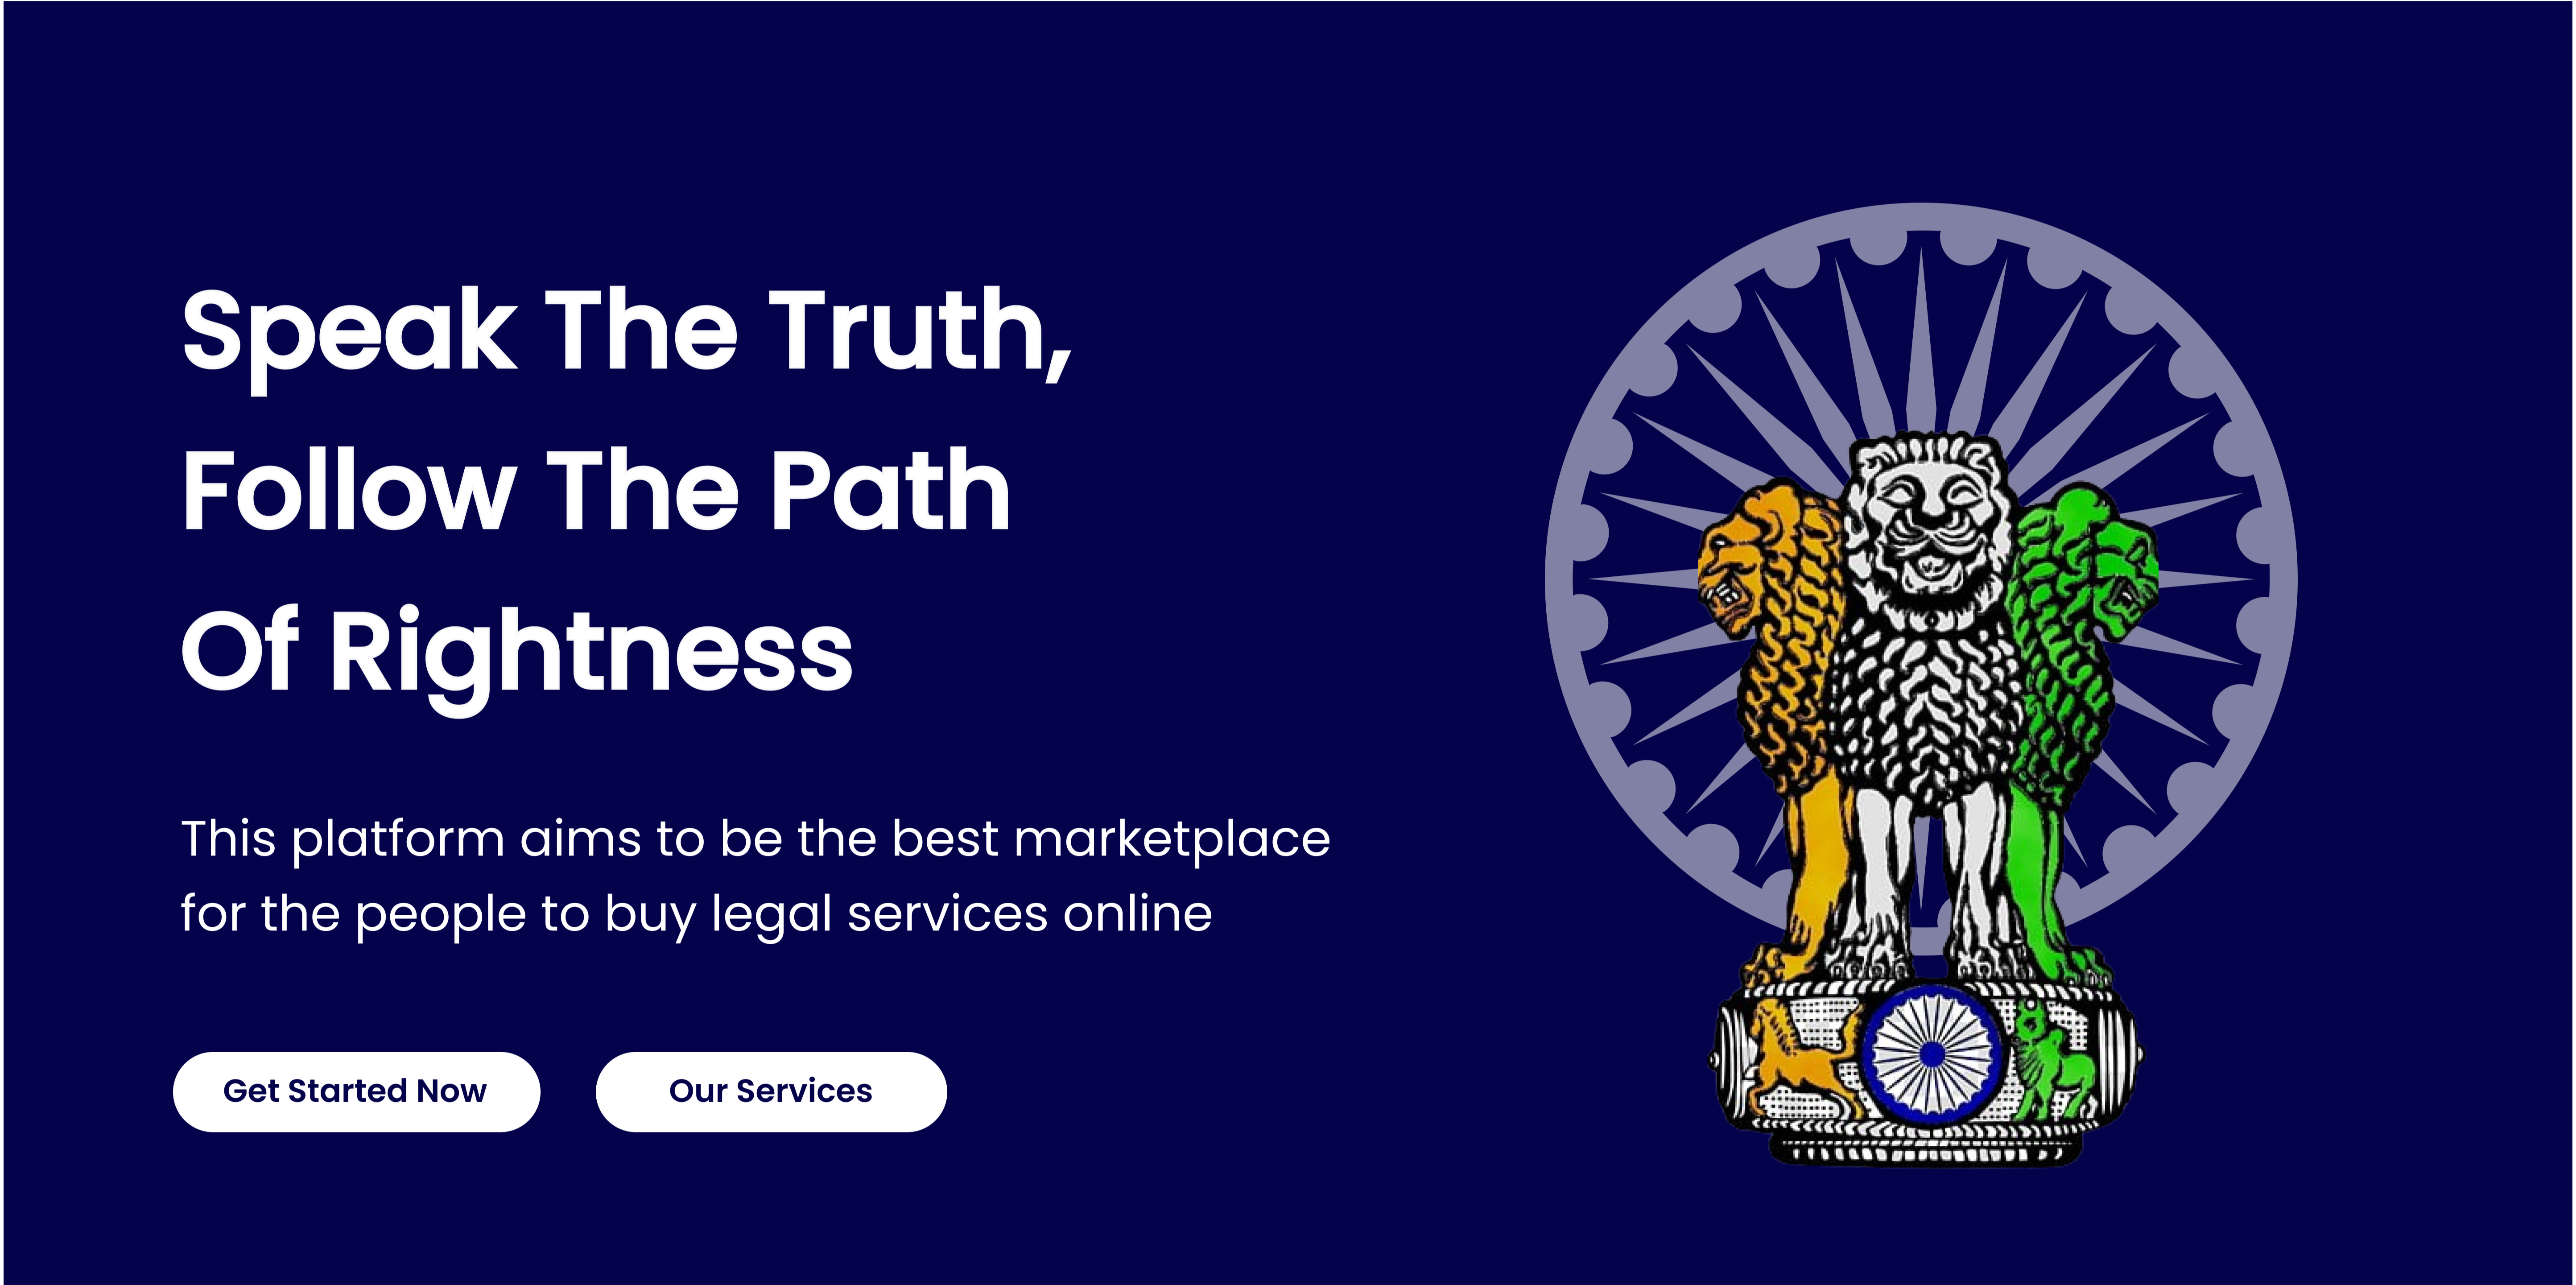 Speak The Truth,
Follow The Path
Of Rightness
This platform aims to be the best marketplace
for the people to buy legal services online
Get Started Now
Our Services